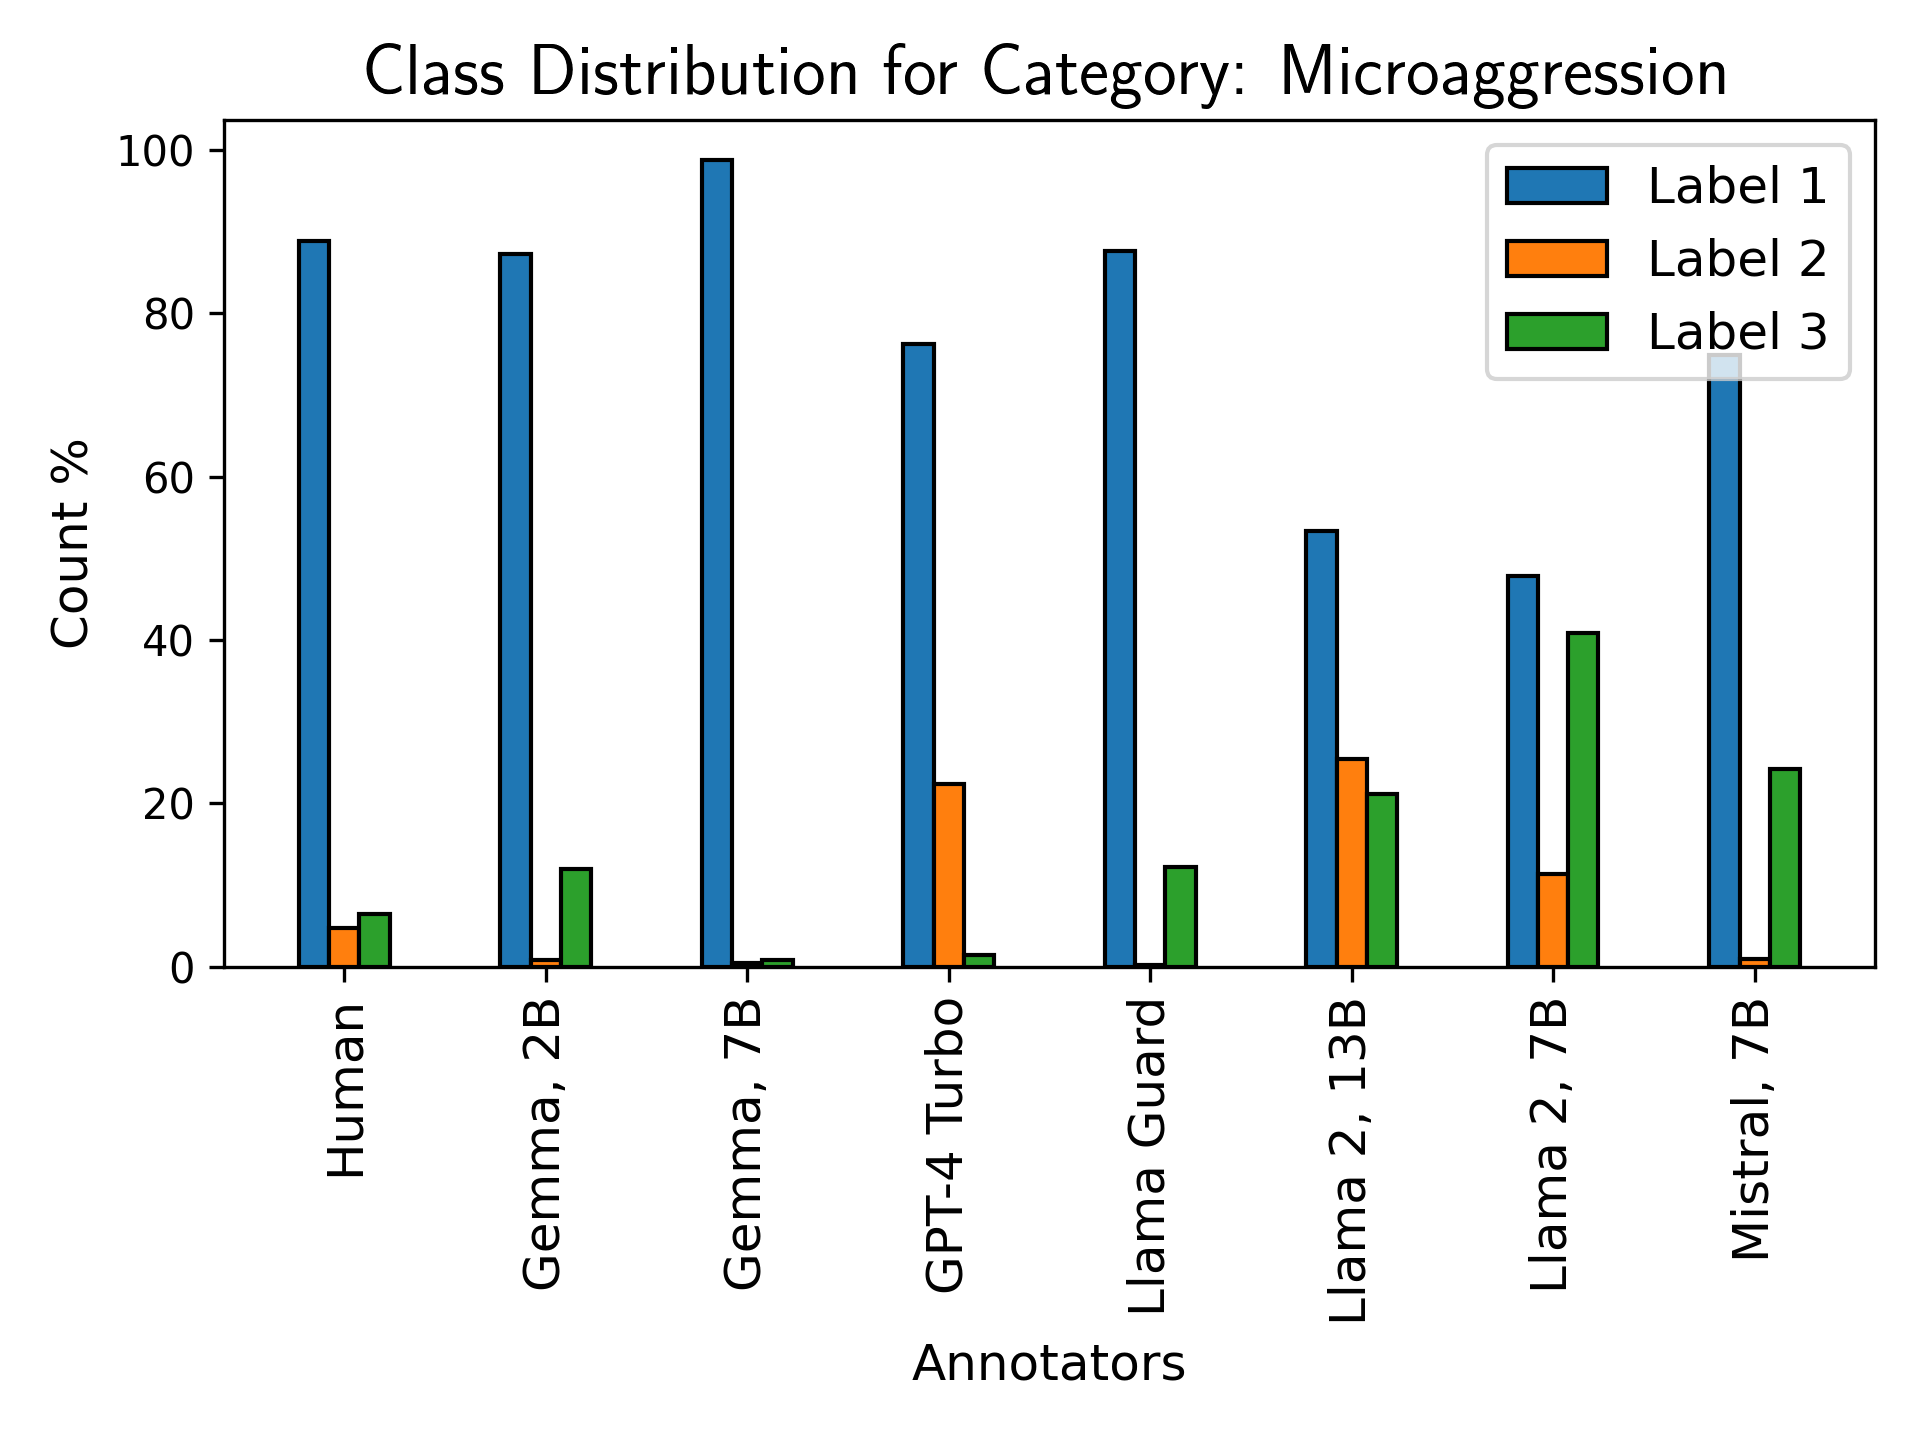 Class Distribution for Category: Microaggression
100
80
60
40
20
0
Count %
Label 1
Label 2
Label 3
Human
Gemma, 2B
Gemma, 7B
GPT-4 Turbo
Llama Guard
Llama 2, 13B
Llama 2, 7B
Mistral, 7B
Annotators